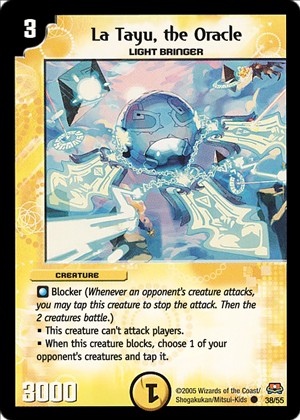 3
La Tayu, the Oracle
LIGHT BRINGER
CREATURE
Blocker (Whenever an opponent's creature attacks,
you may tap this creature to stop the attack. Then the
2 creatures battle.)
• This creature can't attack players.
• When this creature blocks, choose 1 of your
opponent's creatures and tap it.
3000
1
©2005 Wizards of the Coast/
Shogakukan/Mitsui-Kids ● 38/55